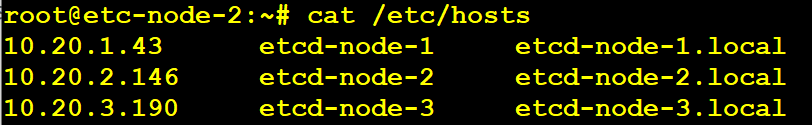 root@etc-node-2:~# cat /etc/hosts
10.20.1.43 etcd-node-1 etcd-node-1.local
10.20.2.146 etcd-node-2 etcd-node-2.local
10.20.3.190 etcd-node-3 etcd-node-3.local